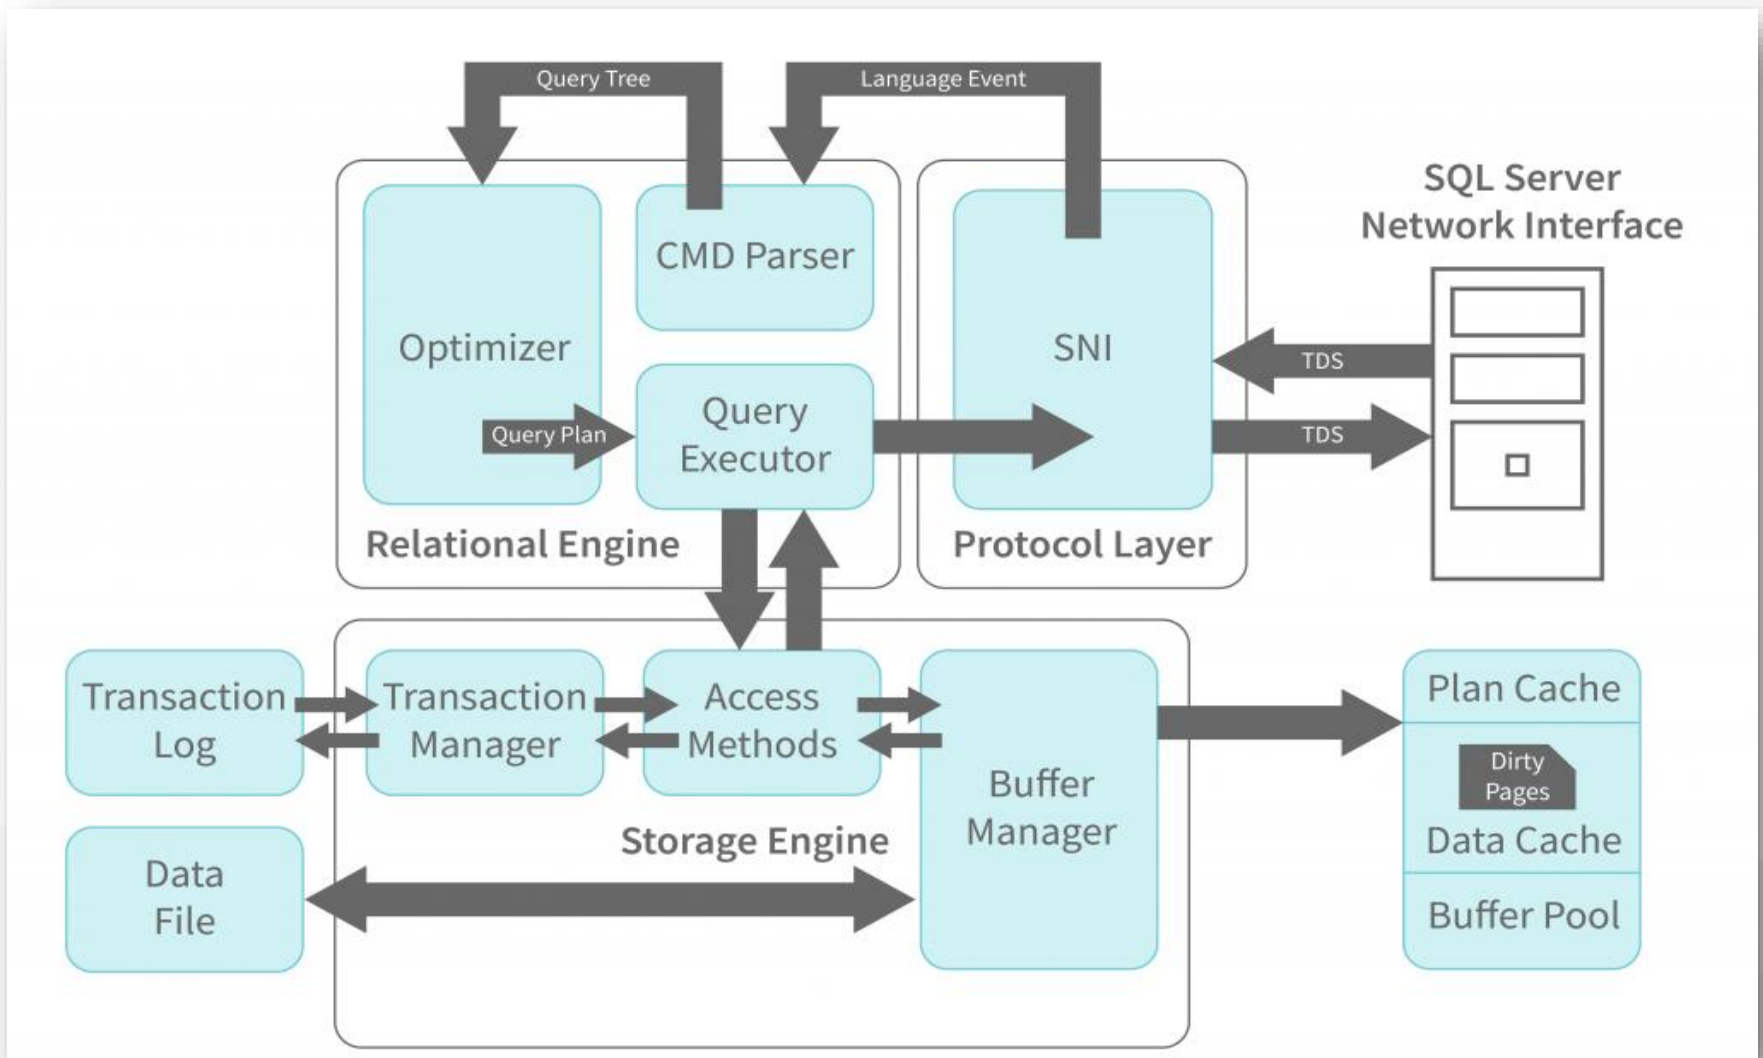 Query Tree
Language Event
SQL Server
Network Interface
CMD Parser
Optimizer
SNI
TDS
Query
Executor
Query Plan
TDS
Relational Engine
Protocol Layer
Transaction
Log
Transaction
Manager
Access
Methods
Plan Cache
Dirty
Pages
Buffer
Manager
Storage Engine
Data Cache
Data
File
Buffer Pool